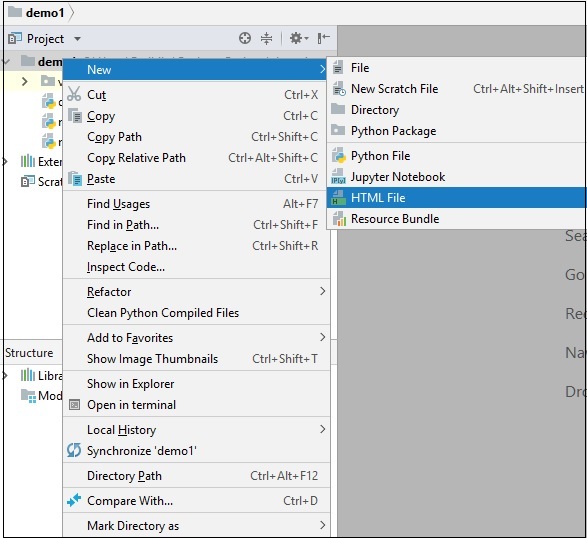 demo1
Project
dem
New
File
New Scratch File Ctrl+Alt+Shift+Insert
Directory
Python Package
Python File
Jupyter Notebook
HTML File
Resource Bundle
v
Cut Ctrl+X
Copy Ctrl+C
Copy Path Ctrl+Shift+C
Copy Relative Path Ctrl+Alt+Shift+C
Paste Ctrl+V
Exter
Scrat
Find Usages Alt+F7
Find in Path... Ctrl+Shift+F
Replace in Path... Ctrl+Shift+R
Inspect Code...
Refactor
Clean Python Compiled Files
Add to Favorites
Show Image Thumbnails Ctrl+Shift+T
Show in Explorer
Open in terminal
Local History
Synchronize 'demo1'
Directory Path Ctrl+Alt+F12
Compare With... Ctrl+D
Mark Directory as
Structure
Libra
Mod
Sea
Go
Rec
Nav
Dro